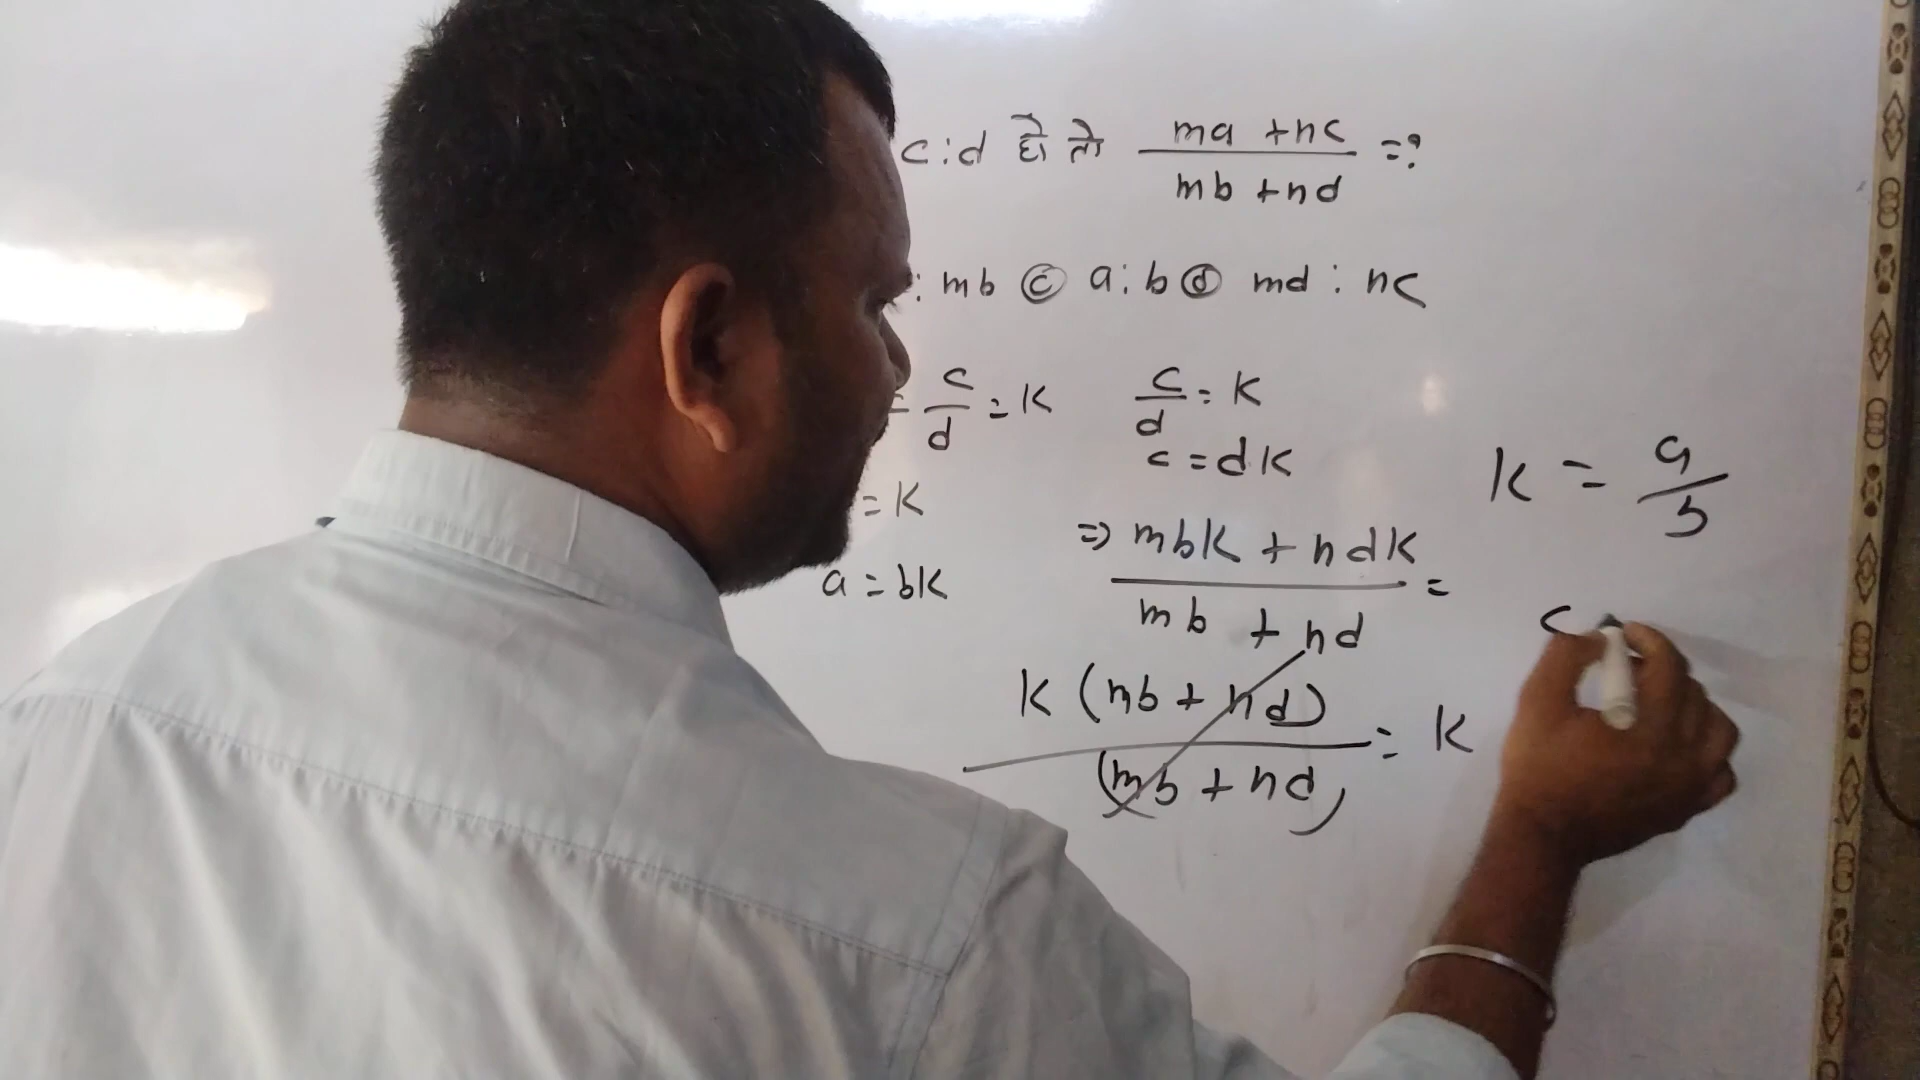 c:d हो तो ma +nc / mb +nd =?
: mb ⓒ a:b ⓓ md : nc
= c/d = K
c/d = K
c = dK
= K
a = bK
K = a/b
=> mbK + ndK / mb + nd =
K (mb + nd) / (mb + nd) = K
c